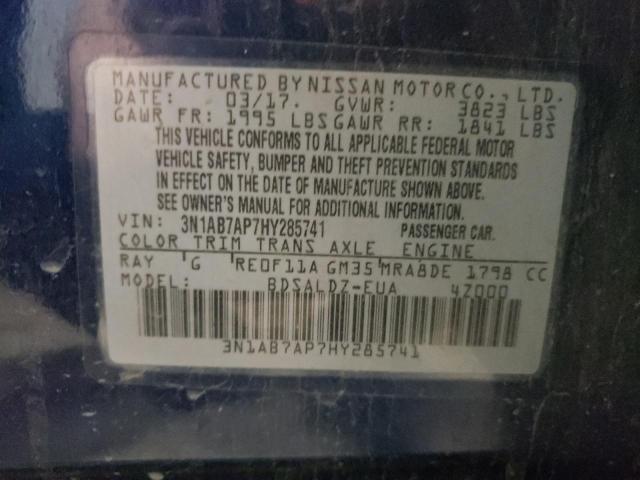 MANUFACTURED BY NISSAN MOTOR CO., LTD.
DATE: 03/17. GVWR: 3823 LBS
GAWR FR: 1995 LBS GAWR RR: 1841 LBS
THIS VEHICLE CONFORMS TO ALL APPLICABLE FEDERAL MOTOR
VEHICLE SAFETY, BUMPER AND THEFT PREVENTION STANDARDS
IN EFFECT ON THE DATE OF MANUFACTURE SHOWN ABOVE.
SEE OWNER'S MANUAL FOR ADDITIONAL INFORMATION.
VIN: 3N1AB7AP7HY285741 PASSENGER CAR.
COLOR TRIM TRANS AXLE ENGINE
RAY G RE0F11A GM35 MRA8DE 1798 CC
MODEL: BDSALDZ-EUA 4Z000
3N1AB7AP7HY285741